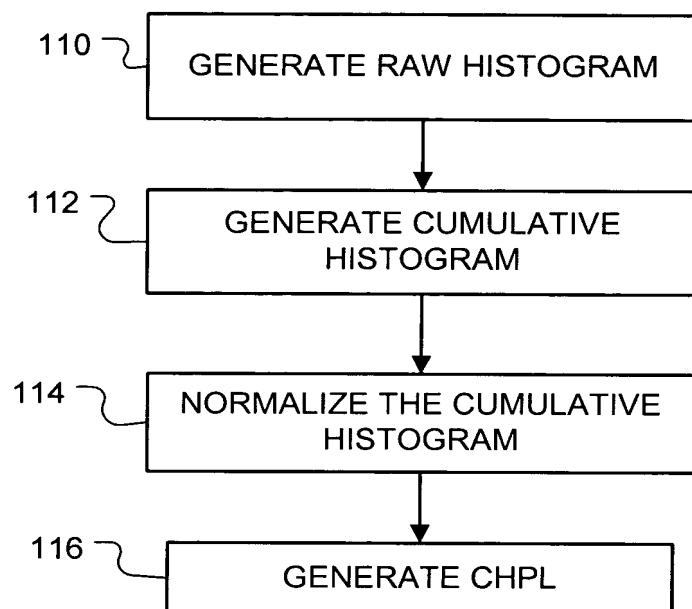 110
GENERATE RAW HISTOGRAM
112
GENERATE CUMULATIVE
HISTOGRAM
114
NORMALIZE THE CUMULATIVE
HISTOGRAM
116
GENERATE CHPL